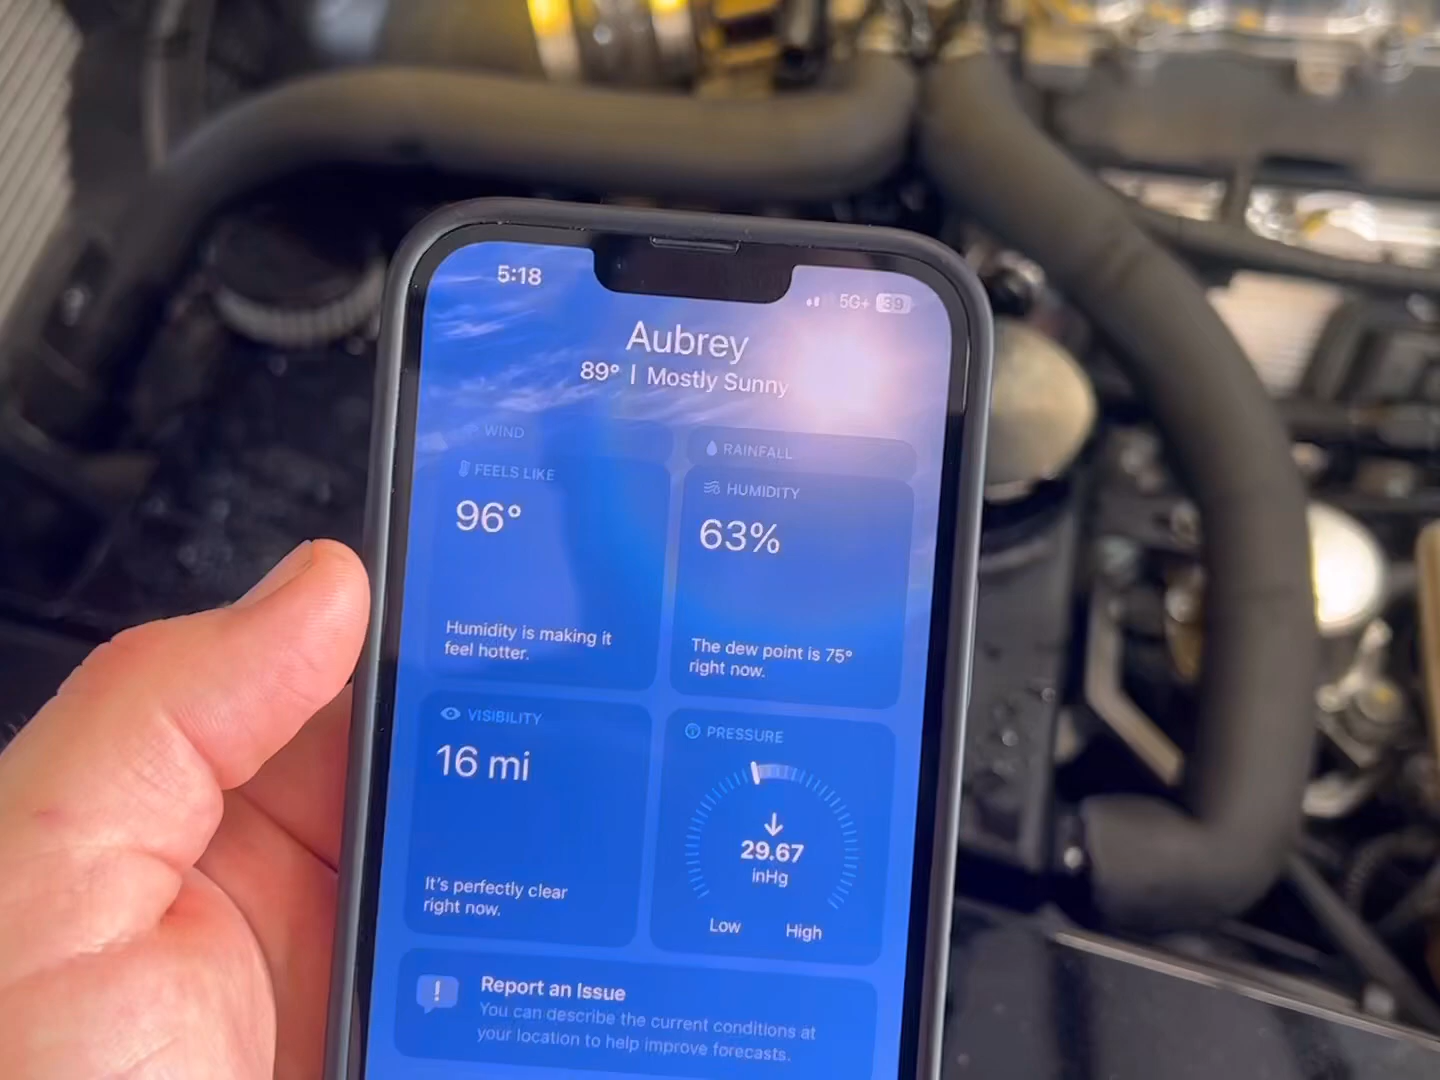 5:18
5G+ 39
Aubrey
89° | Mostly Sunny
WIND
RAINFALL
FEELS LIKE
96°
Humidity is making it
feel hotter.
HUMIDITY
63%
The dew point is 75°
right now.
VISIBILITY
16 mi
It's perfectly clear
right now.
PRESSURE
29.67
inHg
Low High
Report an Issue
You can describe the current conditions at
your location to help improve forecasts.